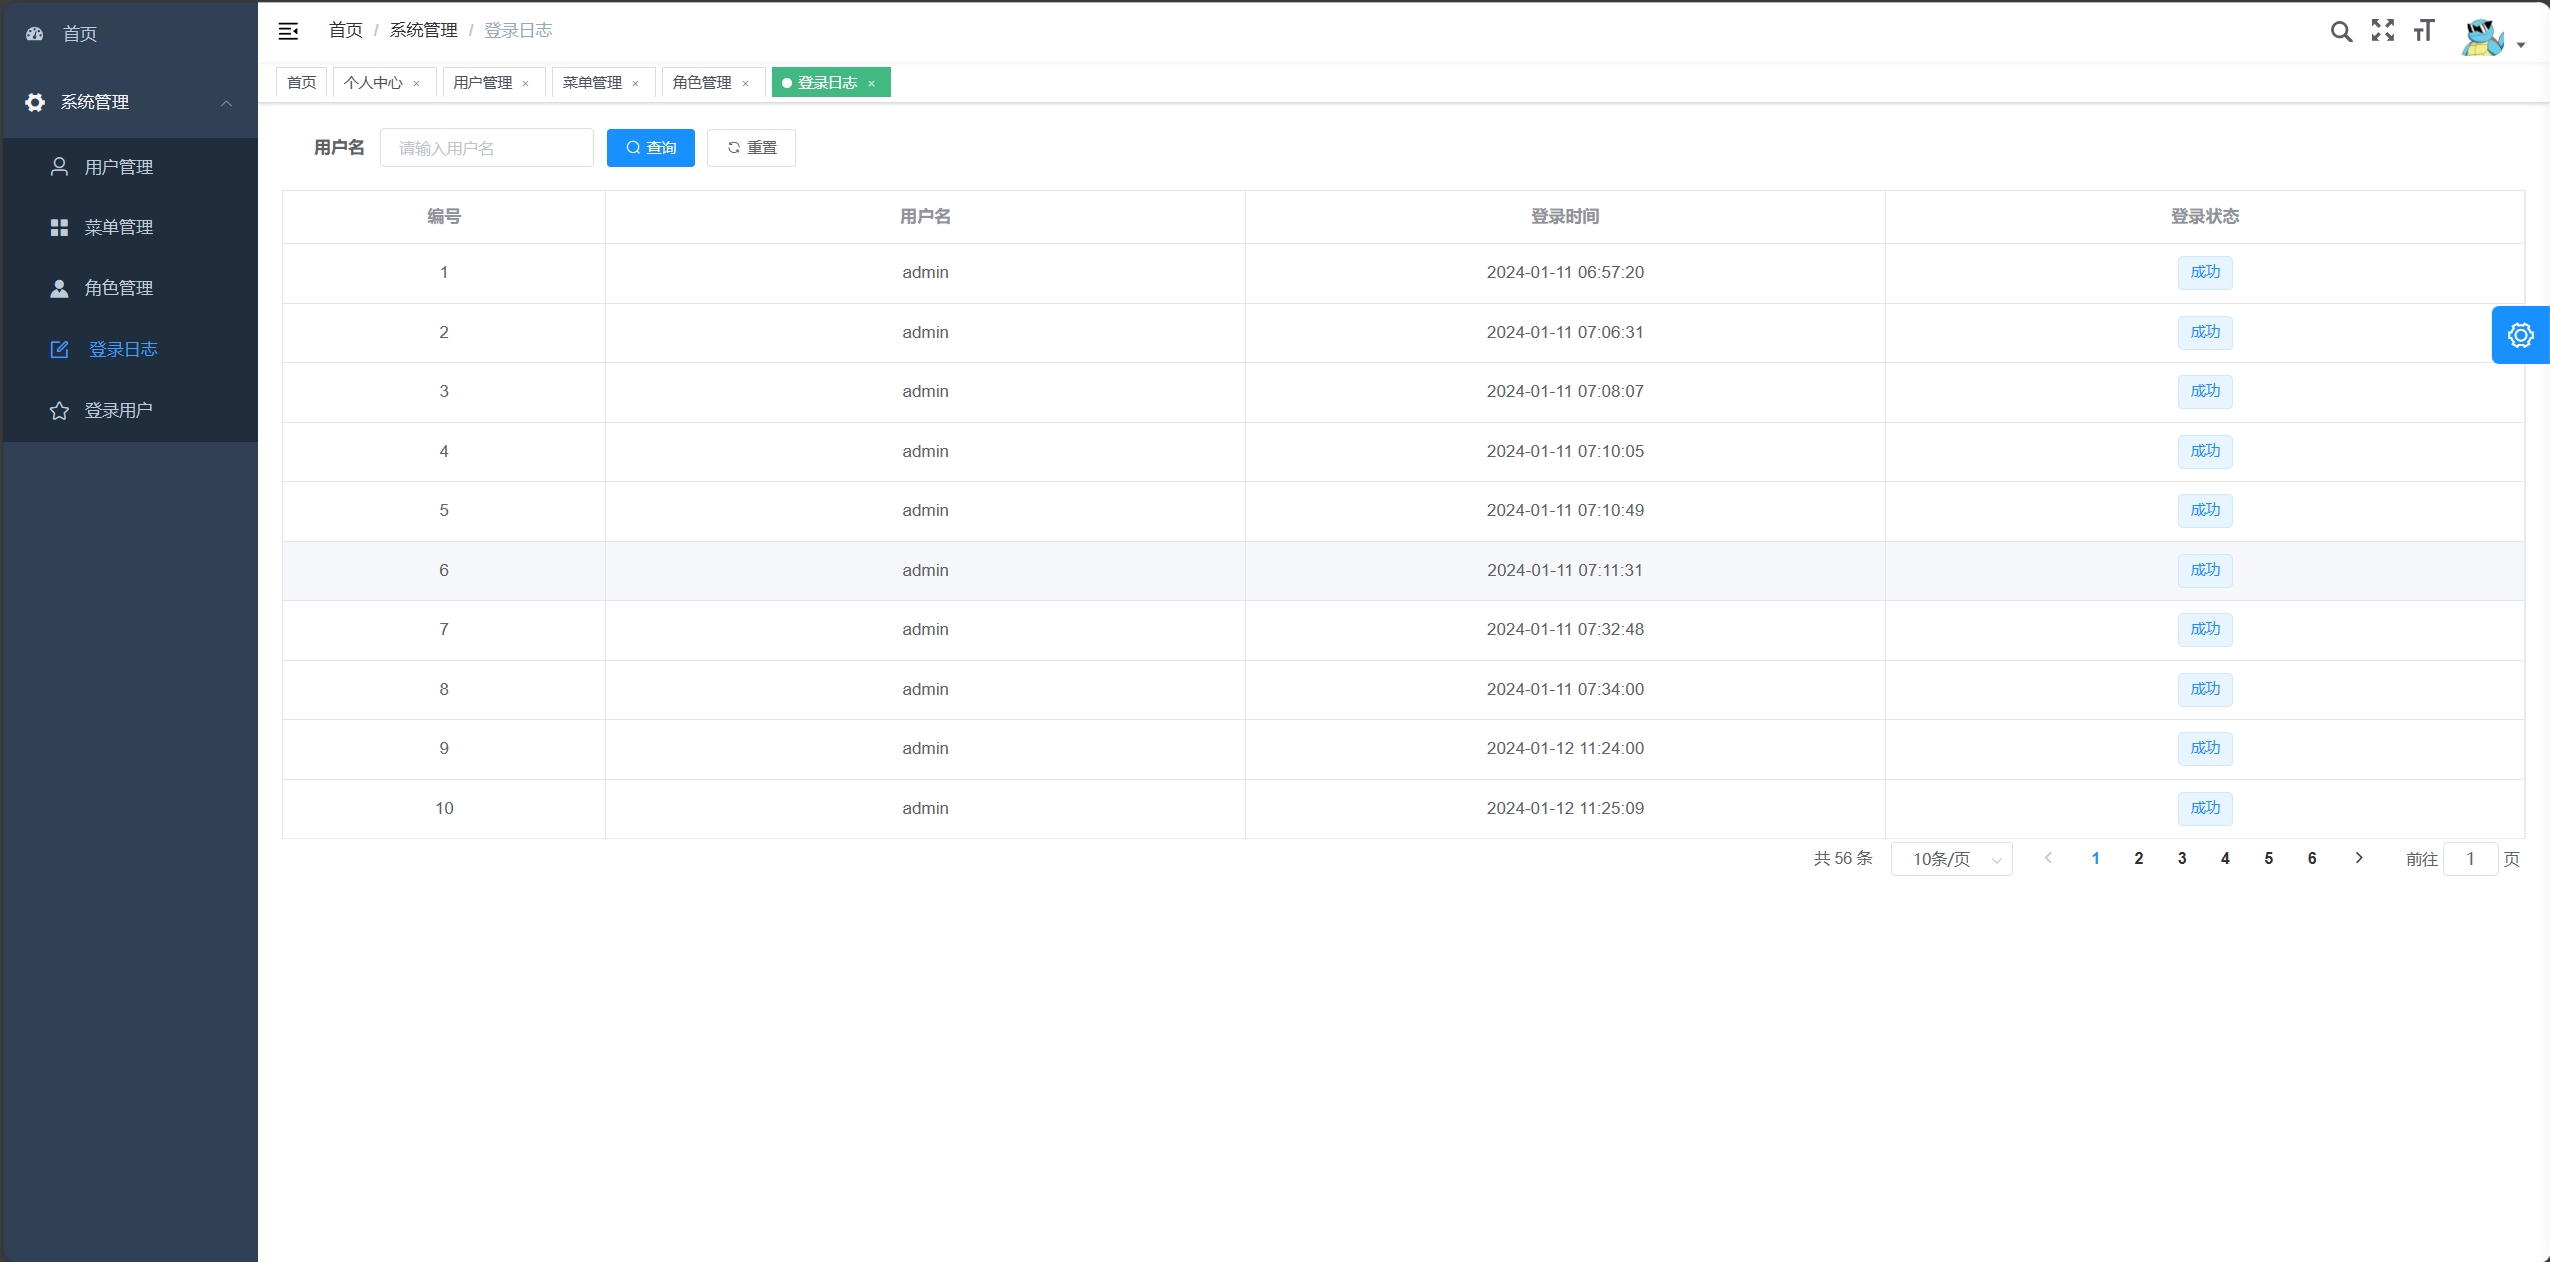 首页
系统管理
用户管理
菜单管理
角色管理
登录日志
登录用户
首页 / 系统管理 / 登录日志
首页 个人中心 × 用户管理 × 菜单管理 × 角色管理 × 登录日志 ×
用户名 请输入用户名 查询 重置
编号 用户名 登录时间 登录状态
1 admin 2024-01-11 06:57:20 成功
2 admin 2024-01-11 07:06:31 成功
3 admin 2024-01-11 07:08:07 成功
4 admin 2024-01-11 07:10:05 成功
5 admin 2024-01-11 07:10:49 成功
6 admin 2024-01-11 07:11:31 成功
7 admin 2024-01-11 07:32:48 成功
8 admin 2024-01-11 07:34:00 成功
9 admin 2024-01-12 11:24:00 成功
10 admin 2024-01-12 11:25:09 成功
共 56 条 10条/页 1 2 3 4 5 6 前往 1 页